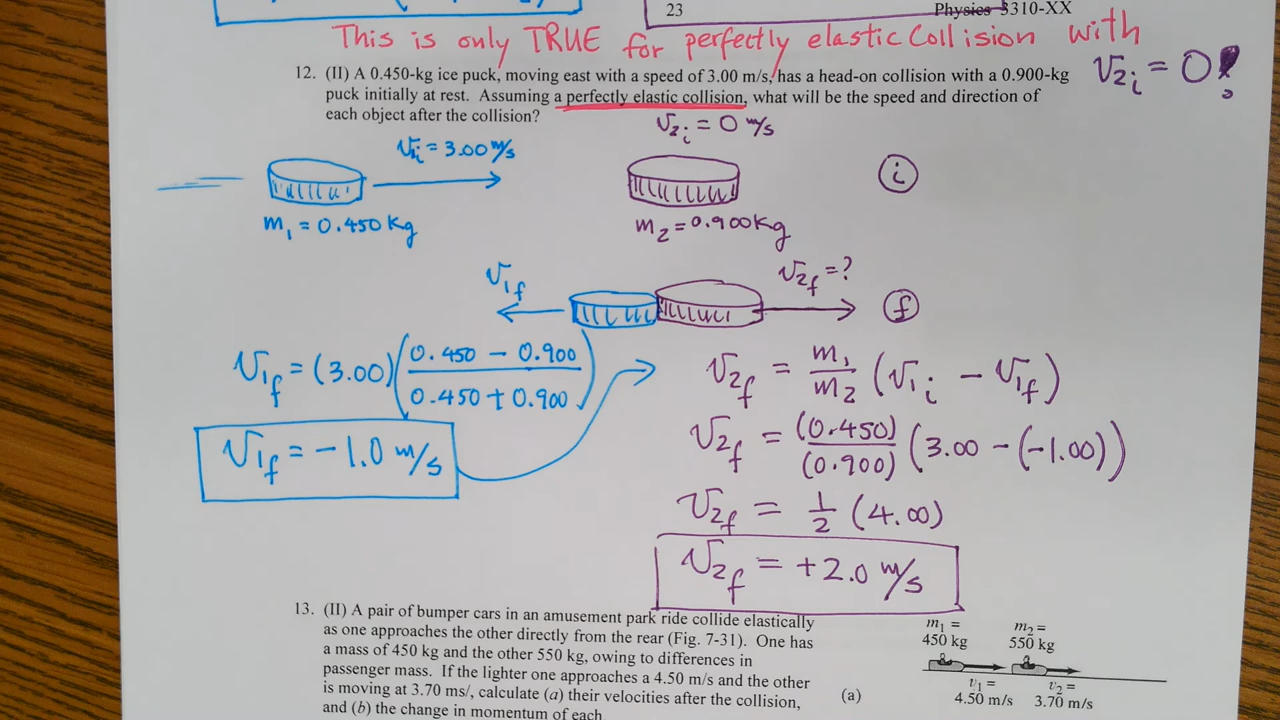 23
Physics 5310-XX
This is only TRUE for perfectly elastic Collision with
v₂ᵢ = 0!
12. (II) A 0.450-kg ice puck, moving east with a speed of 3.00 m/s, has a head-on collision with a 0.900-kg
puck initially at rest. Assuming a perfectly elastic collision, what will be the speed and direction of
each object after the collision?
v₁ᵢ = 3.00 m/s
v₂ᵢ = 0 m/s
i
m₁ = 0.450 Kg
m₂ = 0.900 Kg
v₁f
v₂f = ?
f
v₁f = (3.00) ((0.450 − 0.900)/(0.450 + 0.900))
v₁f = −1.0 m/s
v₂f = m₁/m₂ (v₁ᵢ − v₁f)
v₂f = (0.450)/(0.900) (3.00 − (−1.00))
v₂f = 1/2 (4.00)
v₂f = +2.0 m/s
13. (II) A pair of bumper cars in an amusement park ride collide elastically
as one approaches the other directly from the rear (Fig. 7-31). One has
a mass of 450 kg and the other 550 kg, owing to differences in
passenger mass. If the lighter one approaches a 4.50 m/s and the other
is moving at 3.70 ms/, calculate (a) their velocities after the collision,
and (b) the change in momentum of each
m₁ =
450 kg
m₂ =
550 kg
(a)
v₁ =
4.50 m/s
v₂ =
3.70 m/s